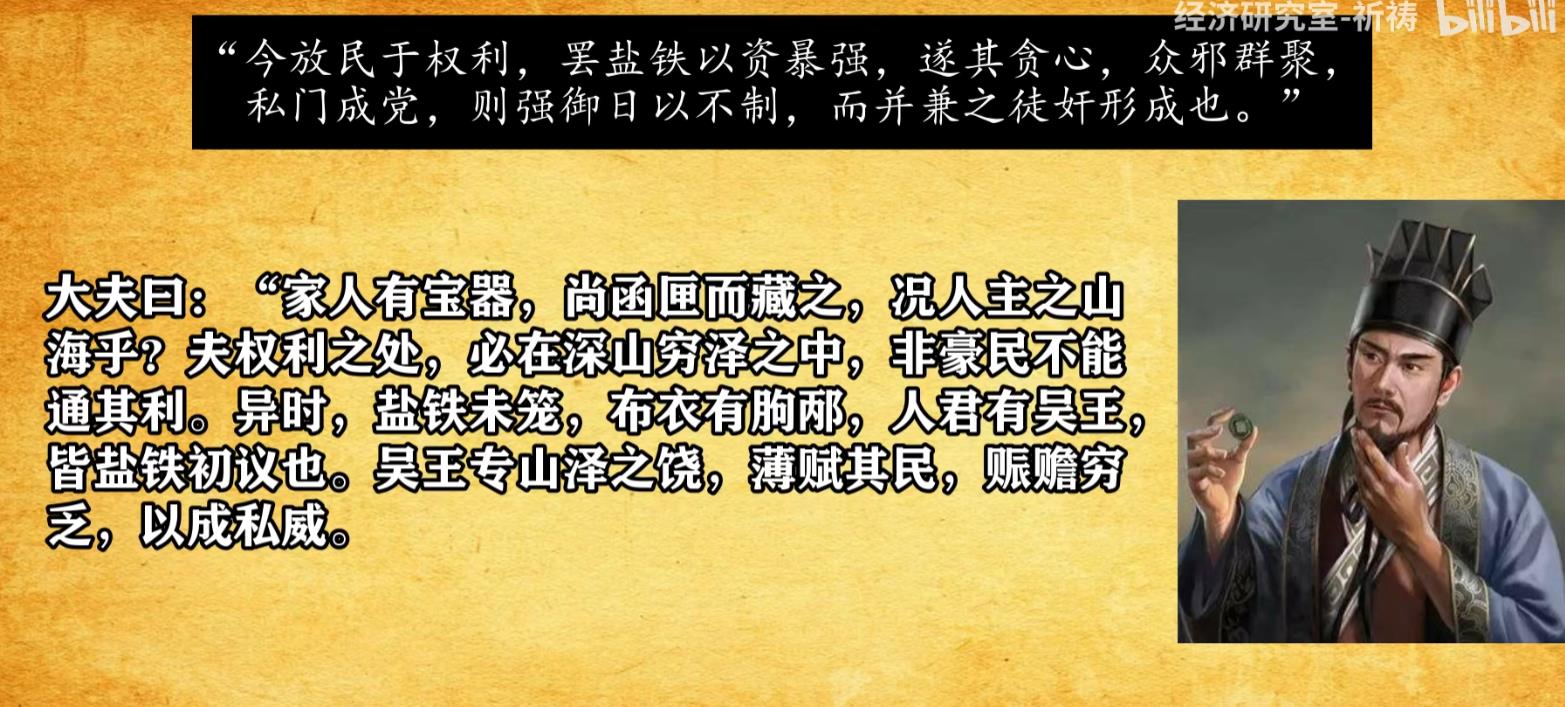 经济研究室-祈祷 bilibili
“今放民于权利，罢盐铁以资暴强，遂其贪心，众邪群聚，
私门成党，则强御日以不制，而并兼之徒奸形成也。”
大夫曰：“家人有宝器，尚函匣而藏之，况人主之山
海乎？夫权利之处，必在深山穷泽之中，非豪民不能
通其利。异时，盐铁未笼，布衣有朐邴，人君有吴王，
皆盐铁初议也。吴王专山泽之饶，薄赋其民，赈赡穷
乏，以成私威。